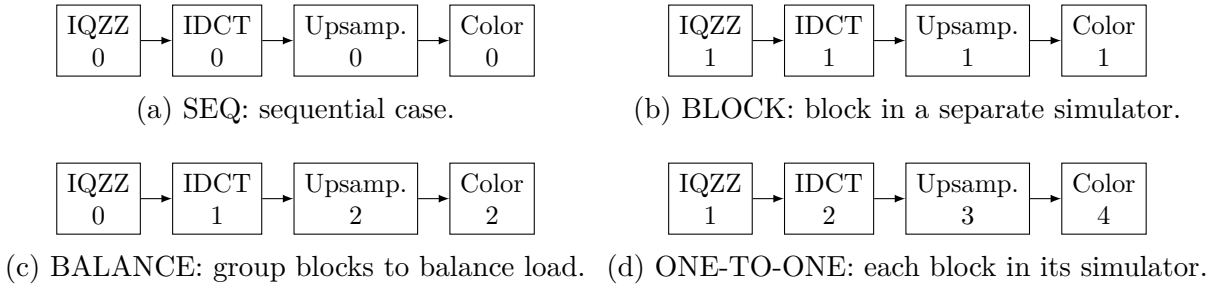 IQZZ IDCT Upsamp. Color
0 0 0 0
(a) SEQ: sequential case.
IQZZ IDCT Upsamp. Color
1 1 1 1
(b) BLOCK: block in a separate simulator.
IQZZ IDCT Upsamp. Color
0 1 2 2
(c) BALANCE: group blocks to balance load.
IQZZ IDCT Upsamp. Color
1 2 3 4
(d) ONE-TO-ONE: each block in its simulator.